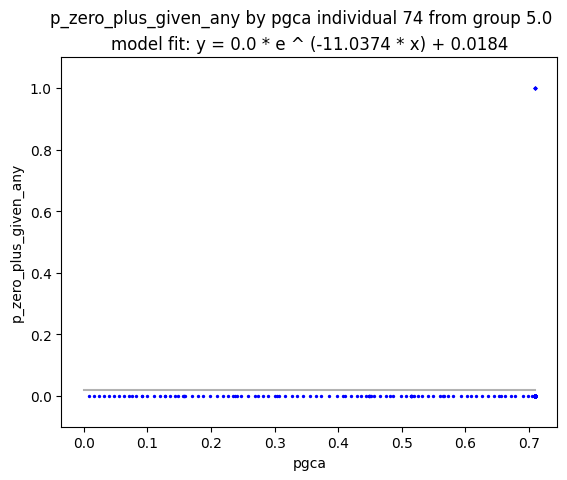 p_zero_plus_given_any by pgca individual 74 from group 5.0
model fit: y = 0.0 * e ^ (-11.0374 * x) + 0.0184
1.0
0.8
0.6
0.4
0.2
0.0
p_zero_plus_given_any
0.0 0.1 0.2 0.3 0.4 0.5 0.6 0.7
pgca